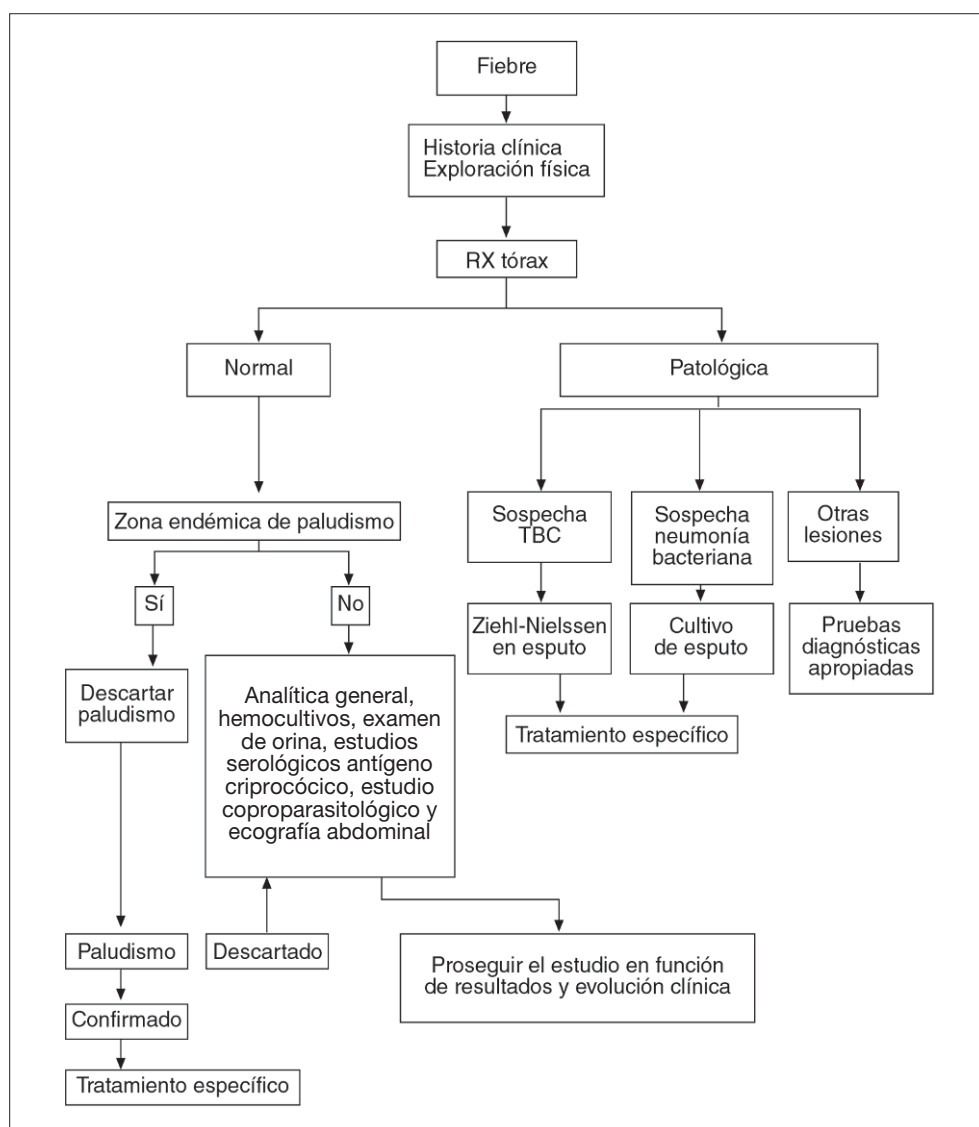 Fiebre
Historia clínica
Exploración física
RX tórax
Normal
Patológica
Zona endémica de paludismo
Sospecha
TBC
Sospecha
neumonía
bacteriana
Otras
lesiones
Sí
No
Ziehl-Nielssen
en esputo
Cultivo
de esputo
Pruebas
diagnósticas
apropiadas
Descartar
paludismo
Analítica general,
hemocultivos, examen
de orina, estudios
serológicos antígeno
criprocócico, estudio
coproparasitológico y
ecografía abdominal
Tratamiento específico
Paludismo
Descartado
Proseguir el estudio en función
de resultados y evolución clínica
Confirmado
Tratamiento específico